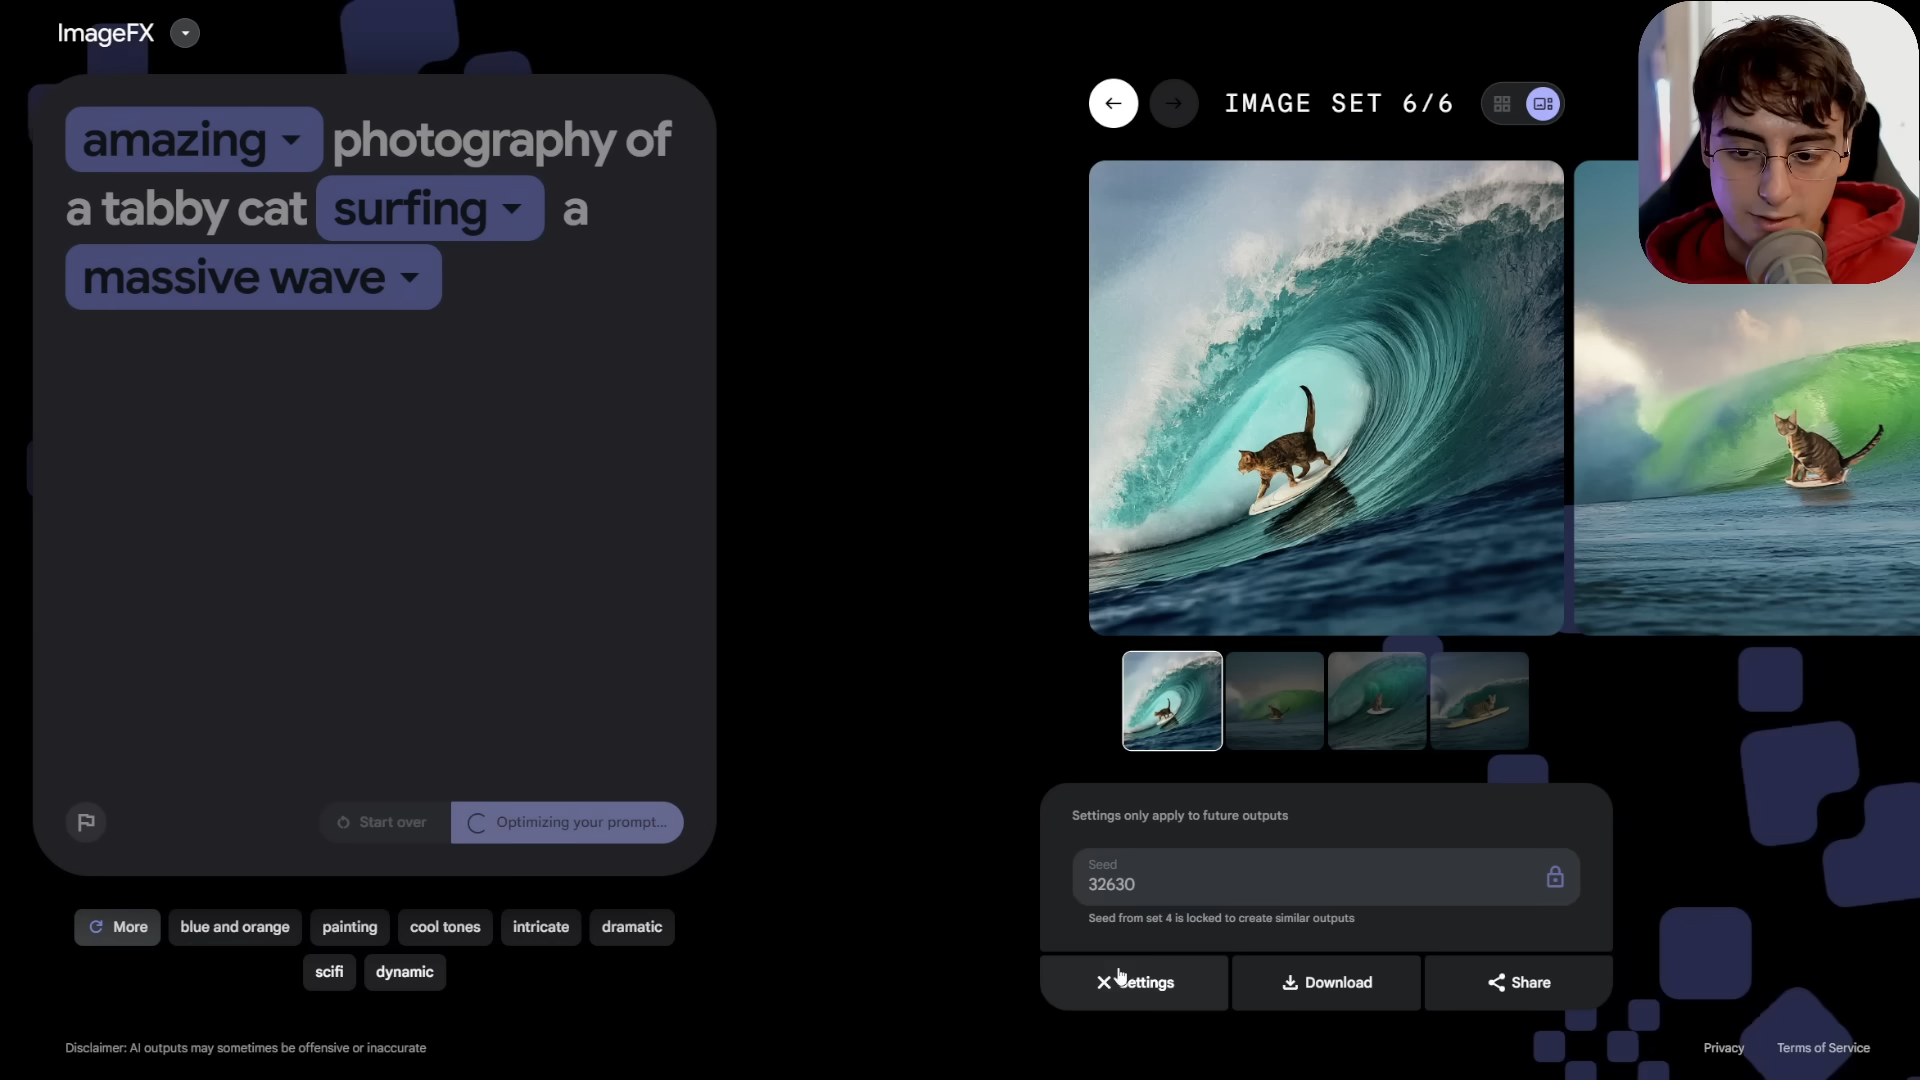 ImageFX
amazing photography of
a tabby cat surfing a
massive wave
Start over
Optimizing your prompt...
More
blue and orange
painting
cool tones
intricate
dramatic
scifi
dynamic
Disclaimer: AI outputs may sometimes be offensive or inaccurate
IMAGE SET 6/6
Settings only apply to future outputs
Seed
32630
Seed from set 4 is locked to create similar outputs
Settings
Download
Share
Privacy
Terms of Service